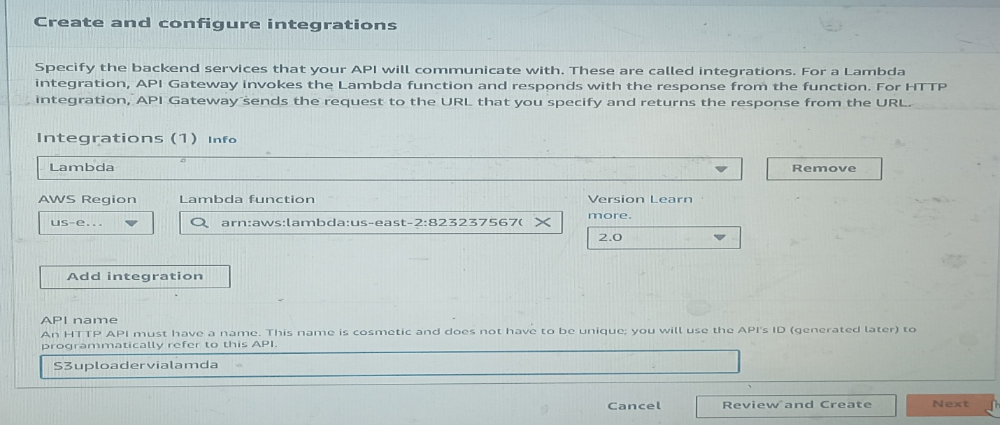 Create and configure integrations
Specify the backend services that your API will communicate with. These are called integrations. For a Lambda
integration, API Gateway invokes the Lambda function and responds with the response from the function. For HTTP
integration, API Gateway sends the request to the URL that you specify and returns the response from the URL.
Integrations (1) Info
Lambda
Remove
AWS Region
Lambda function
Version Learn
more.
us-e...
arn:aws:lambda:us-east-2:823237567
2.0
Add integration
API name
An HTTP API must have a name. This name is cosmetic and does not have to be unique; you will use the API's ID (generated later) to
programmatically refer to this API.
S3uploadervialamda
Cancel
Review and Create
Next